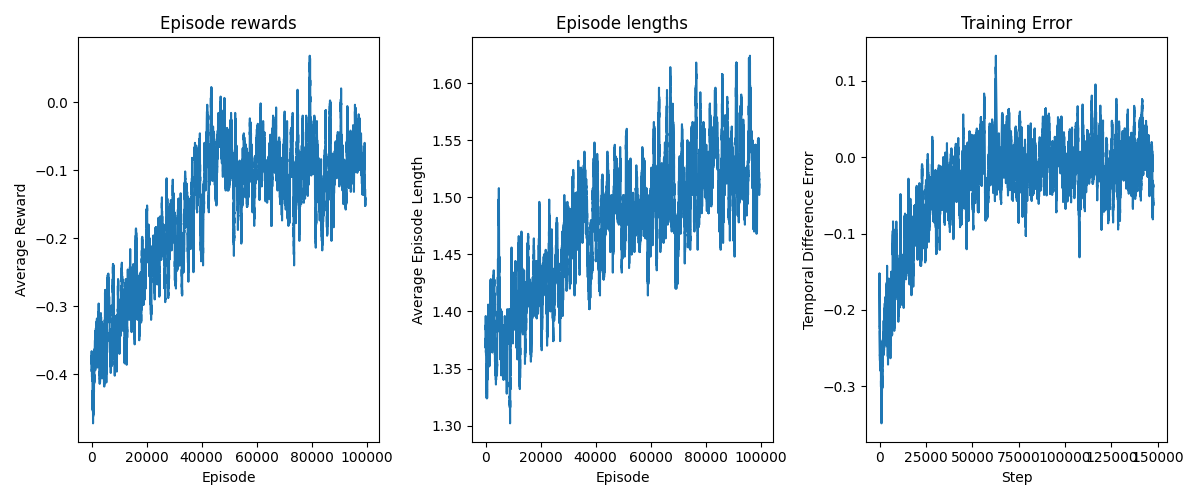 Episode rewards
Average Reward
0.0
−0.1
−0.2
−0.3
−0.4
0 20000 40000 60000 80000 100000
Episode
Episode lengths
Average Episode Length
1.60
1.55
1.50
1.45
1.40
1.35
1.30
0 20000 40000 60000 80000 100000
Episode
Training Error
Temporal Difference Error
0.1
0.0
−0.1
−0.2
−0.3
0 25000 50000 75000 100000 125000 150000
Step